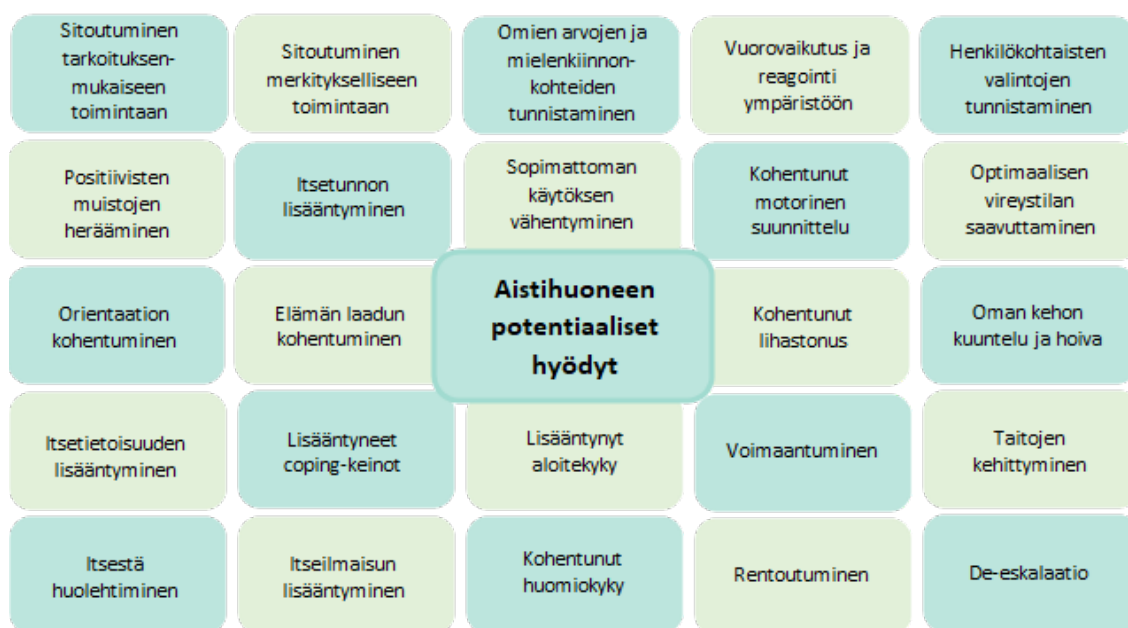 Sitoutuminen
tarkoituksen-
mukaiseen
toimintaan
Sitoutuminen
merkitykselliseen
toimintaan
Omien arvojen ja
mielenkiinnon-
kohteiden
tunnistaminen
Vuorovaikutus ja
reagointi
ympäristöön
Henkilökohtaisten
valintojen
tunnistaminen
Positiivisten
muistojen
herääminen
Itsetunnon
lisääntyminen
Sopimattoman
käytöksen
vähentyminen
Kohentunut
motorinen
suunnittelu
Optimaalisen
vireystilan
saavuttaminen
Orientaation
kohentuminen
Elämän laadun
kohentuminen
Aistihuoneen
potentiaaliset
hyödyt
Kohentunut
lihastonus
Oman kehon
kuuntelu ja hoiva
Itsetietoisuuden
lisääntyminen
Lisääntyneet
coping-keinot
Lisääntynyt
aloitekyky
Voimaantuminen
Taitojen
kehittyminen
Itsestä
huolehtiminen
Itseilmaisun
lisääntyminen
Kohentunut
huomiokyky
Rentoutuminen
De-eskalaatio